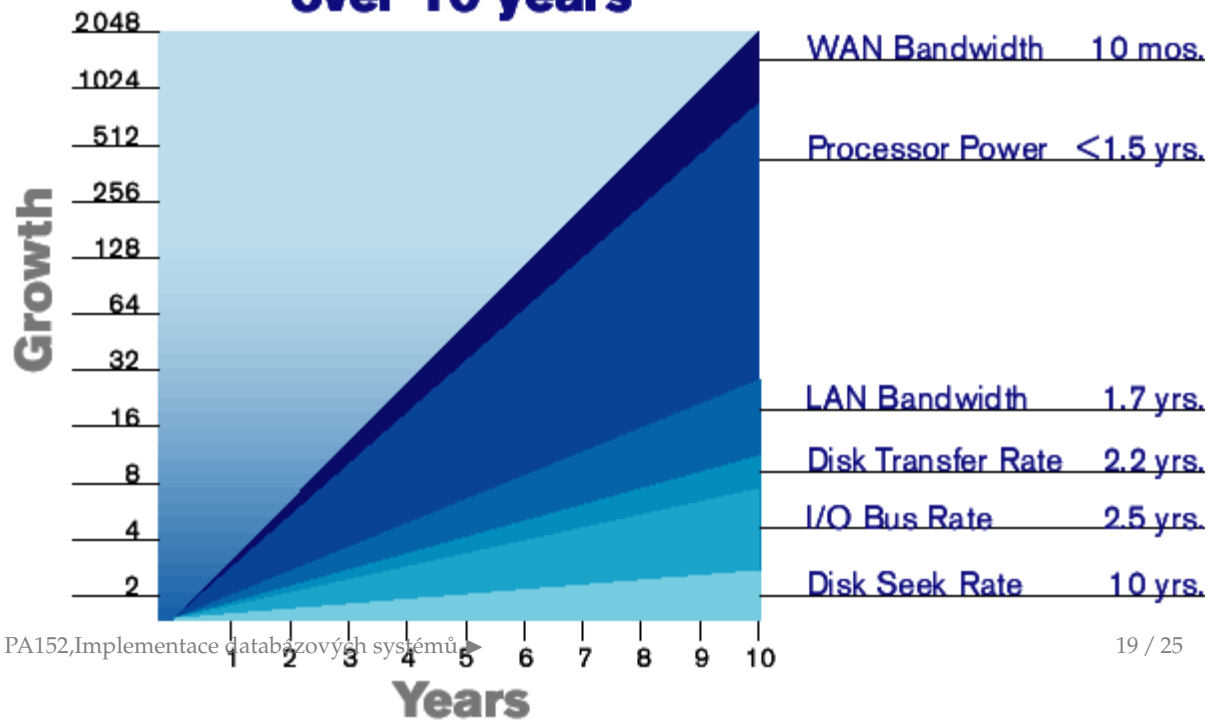 over 10 years
2048
1024
512
256
128
64
32
16
8
4
2
Growth
WAN Bandwidth 10 mos.
Processor Power <1.5 yrs.
LAN Bandwidth 1.7 yrs.
Disk Transfer Rate 2.2 yrs.
I/O Bus Rate 2.5 yrs.
Disk Seek Rate 10 yrs.
1 2 3 4 5 6 7 8 9 10
PA152,Implementace databázových systémů 19 / 25
Years